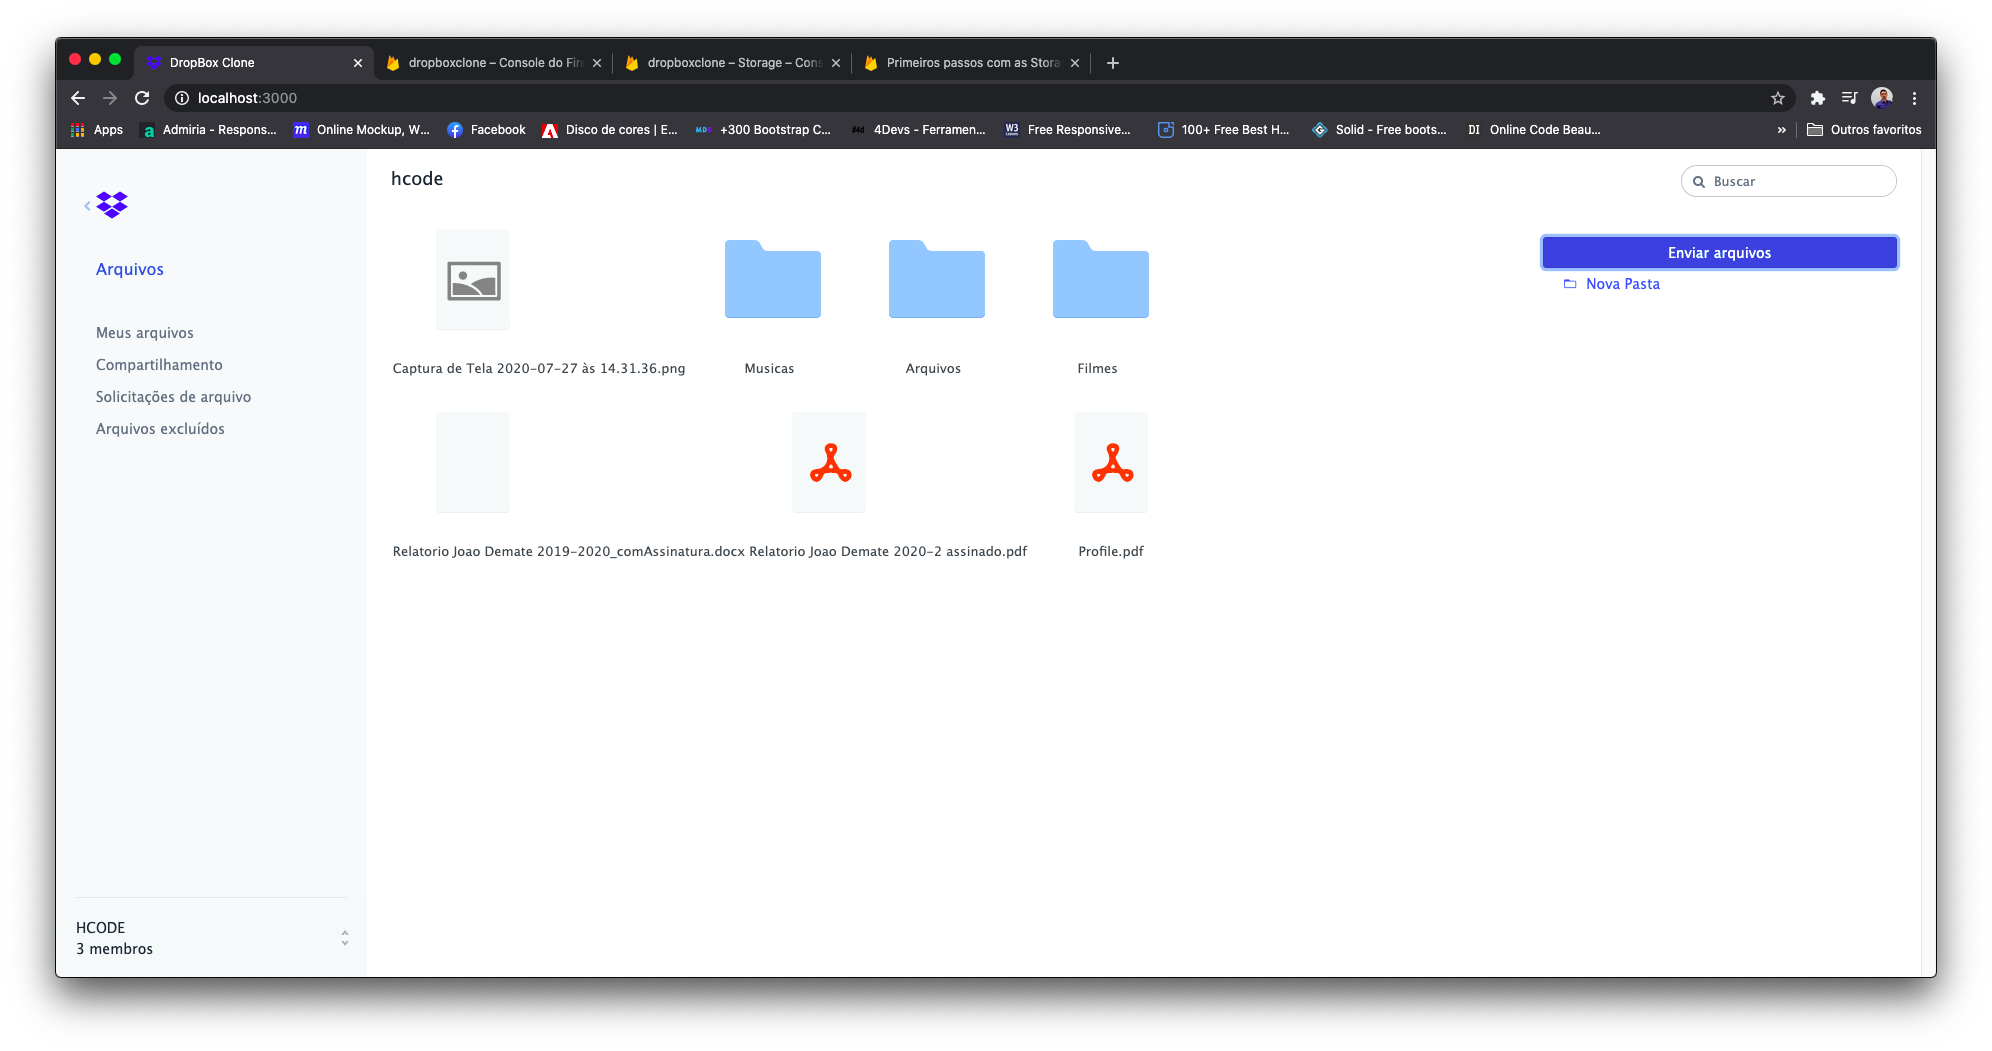 DropBox Clone
dropboxclone – Console do Fire
dropboxclone – Storage – Cons
Primeiros passos com as Stora
localhost:3000
Apps
Admiria - Respons...
Online Mockup, W...
Facebook
Disco de cores | E...
+300 Bootstrap C...
4Devs - Ferramen...
Free Responsive...
100+ Free Best H...
Solid - Free boots...
DI Online Code Beau...
»
Outros favoritos
hcode
Buscar
Arquivos
Meus arquivos
Compartilhamento
Solicitações de arquivo
Arquivos excluídos
Enviar arquivos
Nova Pasta
Captura de Tela 2020-07-27 às 14.31.36.png
Musicas
Arquivos
Filmes
Relatorio Joao Demate 2019-2020_comAssinatura.docx
Relatorio Joao Demate 2020-2 assinado.pdf
Profile.pdf
HCODE
3 membros